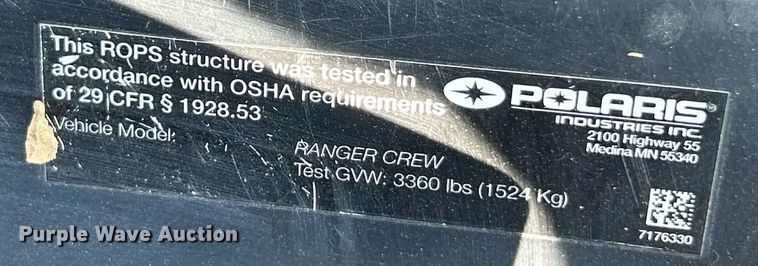 This ROPS structure was tested in
accordance with OSHA requirements
of 29 CFR § 1928.53
Vehicle Model:
RANGER CREW
Test GVW: 3360 lbs (1524 Kg)
POLARIS®
INDUSTRIES INC.
2100 Highway 55
Medina MN 55340
7176330
Purple Wave Auction